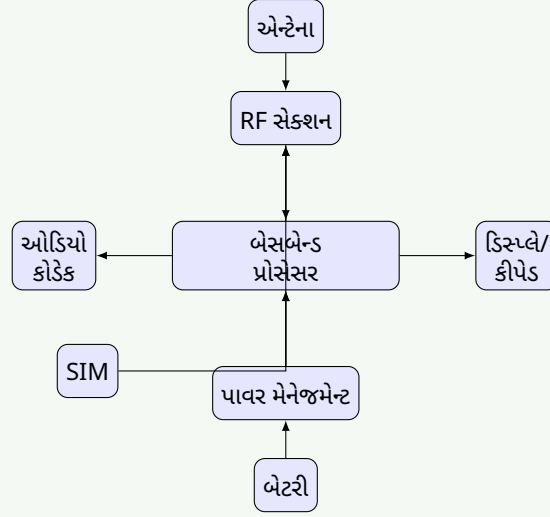 એન્ટેના
RF સેક્શન
ઓડિયો
કોડેક
બેસબેન્ડ
પ્રોસેસર
ડિસ્પ્લે/
કીપેડ
SIM
પાવર મેનેજમેન્ટ
બેટરી